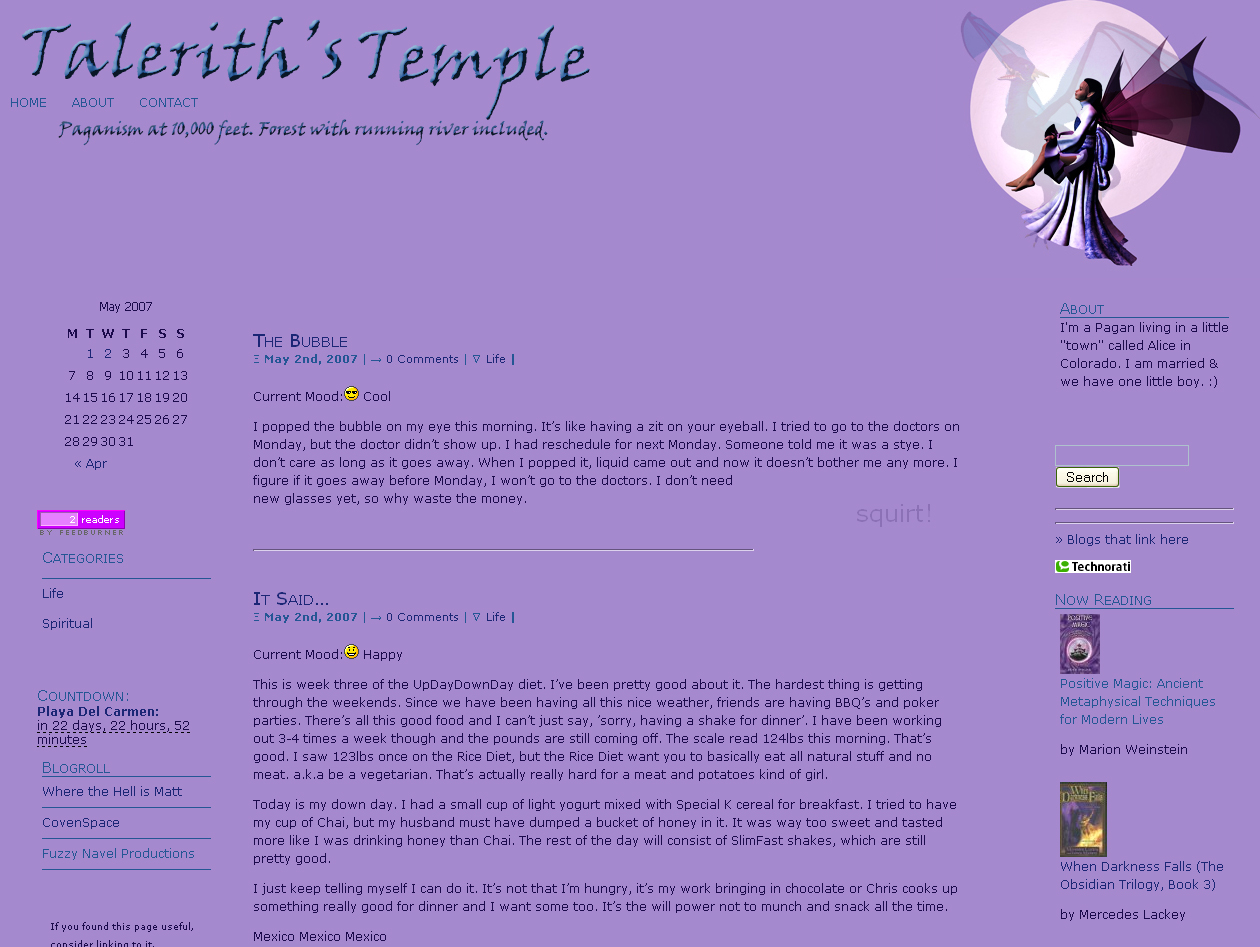 Talerith's Temple
HOME ABOUT CONTACT
Paganism at 10,000 feet. Forest with running river included.
May 2007
M T W T F S S
1 2 3 4 5 6
7 8 9 10 11 12 13
14 15 16 17 18 19 20
21 22 23 24 25 26 27
28 29 30 31
« Apr
2 readers
BY FEEDBURNER
Categories
Life
Spiritual
Countdown:
Playa Del Carmen:
in 22 days, 22 hours, 52
minutes
Blogroll
Where the Hell is Matt
CovenSpace
Fuzzy Navel Productions
If you found this page useful,
consider linking to it.
The Bubble
Ξ May 2nd, 2007 | → 0 Comments | ∇ Life |
Current Mood: Cool
I popped the bubble on my eye this morning. It’s like having a zit on your eyeball. I tried to go to the doctors on
Monday, but the doctor didn’t show up. I had reschedule for next Monday. Someone told me it was a stye. I
don’t care as long as it goes away. When I popped it, liquid came out and now it doesn’t bother me any more. I
figure if it goes away before Monday, I won’t go to the doctors. I don’t need
new glasses yet, so why waste the money.
squirt!
It Said...
Ξ May 2nd, 2007 | → 0 Comments | ∇ Life |
Current Mood: Happy
This is week three of the UpDayDownDay diet. I’ve been pretty good about it. The hardest thing is getting
through the weekends. Since we have been having all this nice weather, friends are having BBQ’s and poker
parties. There’s all this good food and I can’t just say, ’sorry, having a shake for dinner’. I have been working
out 3-4 times a week though and the pounds are still coming off. The scale read 124lbs this morning. That’s
good. I saw 123lbs once on the Rice Diet, but the Rice Diet want you to basically eat all natural stuff and no
meat. a.k.a be a vegetarian. That’s actually really hard for a meat and potatoes kind of girl.
Today is my down day. I had a small cup of light yogurt mixed with Special K cereal for breakfast. I tried to have
my cup of Chai, but my husband must have dumped a bucket of honey in it. It was way too sweet and tasted
more like I was drinking honey than Chai. The rest of the day will consist of SlimFast shakes, which are still
pretty good.
I just keep telling myself I can do it. It’s not that I’m hungry, it’s my work bringing in chocolate or Chris cooks up
something really good for dinner and I want some too. It’s the will power not to munch and snack all the time.
Mexico Mexico Mexico
About
I'm a Pagan living in a little
"town" called Alice in
Colorado. I am married &
we have one little boy. :)
Search
» Blogs that link here
Technorati
Now Reading
Positive Magic: Ancient
Metaphysical Techniques
for Modern Lives
by Marion Weinstein
When Darkness Falls (The
Obsidian Trilogy, Book 3)
by Mercedes Lackey